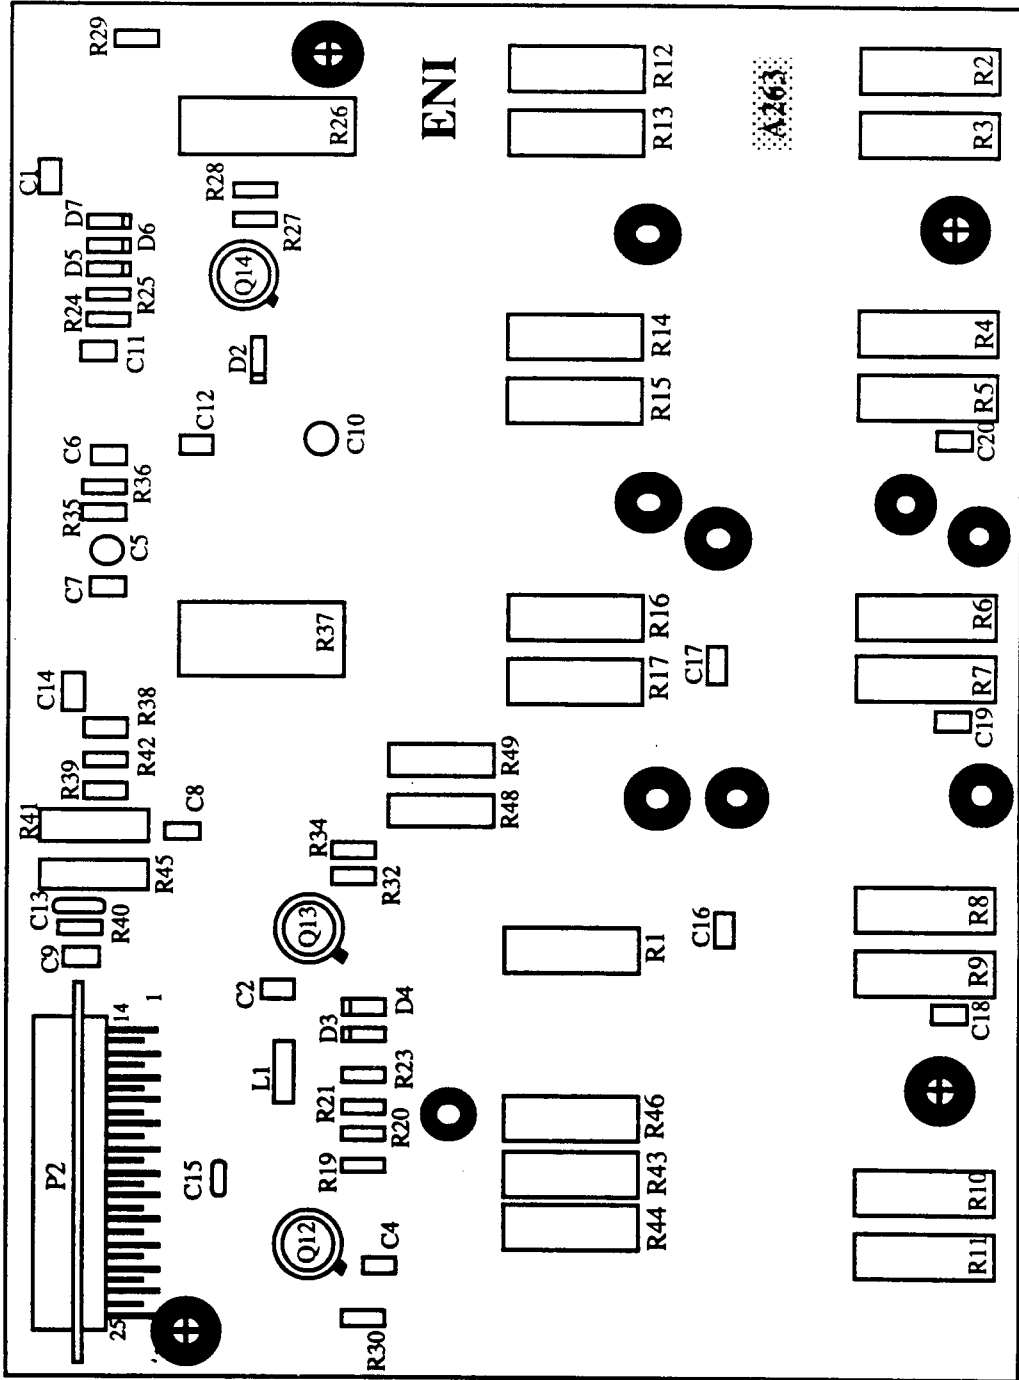 R29
R26
ENI
R12
R13
A263
R2
R3
C1
R28
R27
D7
D6
D5
R25
R24
C11
Q14
D2
C12
C10
R14
R15
R4
R5
C20
C6
R36
R35
C5
C7
R37
R16
R17
C17
R6
R7
C19
C14
R38
R42
R39
R41
C8
R45
R49
R48
R34
R32
C13
R40
C9
Q13
C2
R1
C16
R8
R9
C18
P2
14
1
25
C15
L1
D4
D3
R23
R21
R20
R19
Q12
C4
R30
R46
R43
R44
R10
R11